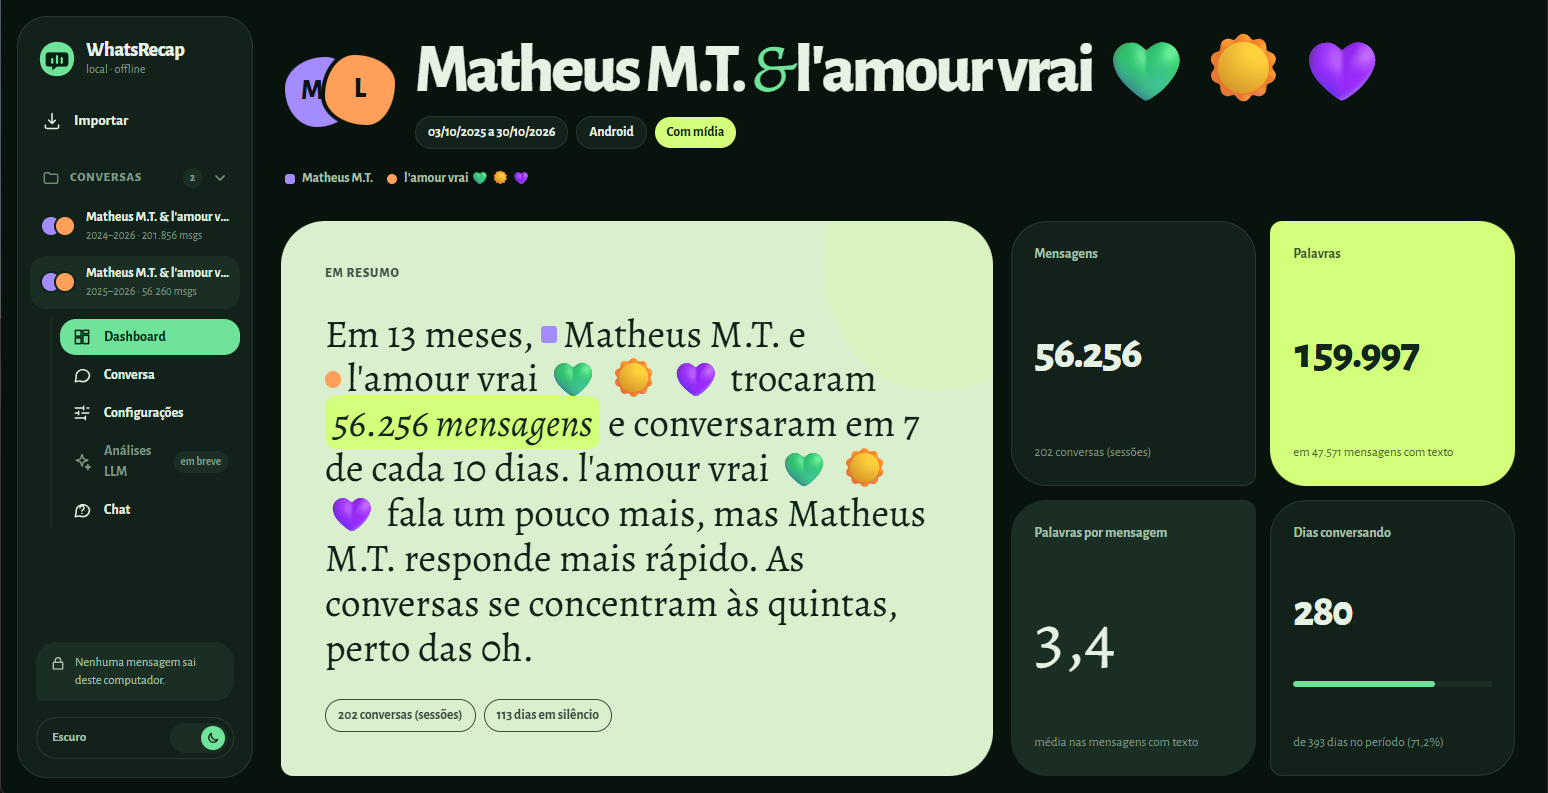 WhatsRecap
local · offline
Importar
CONVERSAS 2
Matheus M.T. & l'amour v...
2024–2026 · 201.856 msgs
Matheus M.T. & l'amour v...
2025–2026 · 56.260 msgs
Dashboard
Conversa
Configurações
Análises
LLM
em breve
Chat
Nenhuma mensagem sai
deste computador.
Escuro
M L
Matheus M.T. & l'amour vrai 💚 🌞 💜
03/10/2025 a 30/10/2026 Android Com mídia
Matheus M.T. l'amour vrai 💚 🌞 💜
EM RESUMO
Em 13 meses, Matheus M.T. e
l'amour vrai 💚 🌞 💜 trocaram
56.256 mensagens e conversaram em 7
de cada 10 dias. l'amour vrai 💚 🌞
💜 fala um pouco mais, mas Matheus
M.T. responde mais rápido. As
conversas se concentram às quintas,
perto das 0h.
202 conversas (sessões) 113 dias em silêncio
Mensagens
56.256
202 conversas (sessões)
Palavras
159.997
em 47.571 mensagens com texto
Palavras por mensagem
3,4
média nas mensagens com texto
Dias conversando
280
de 393 dias no período (71,2%)